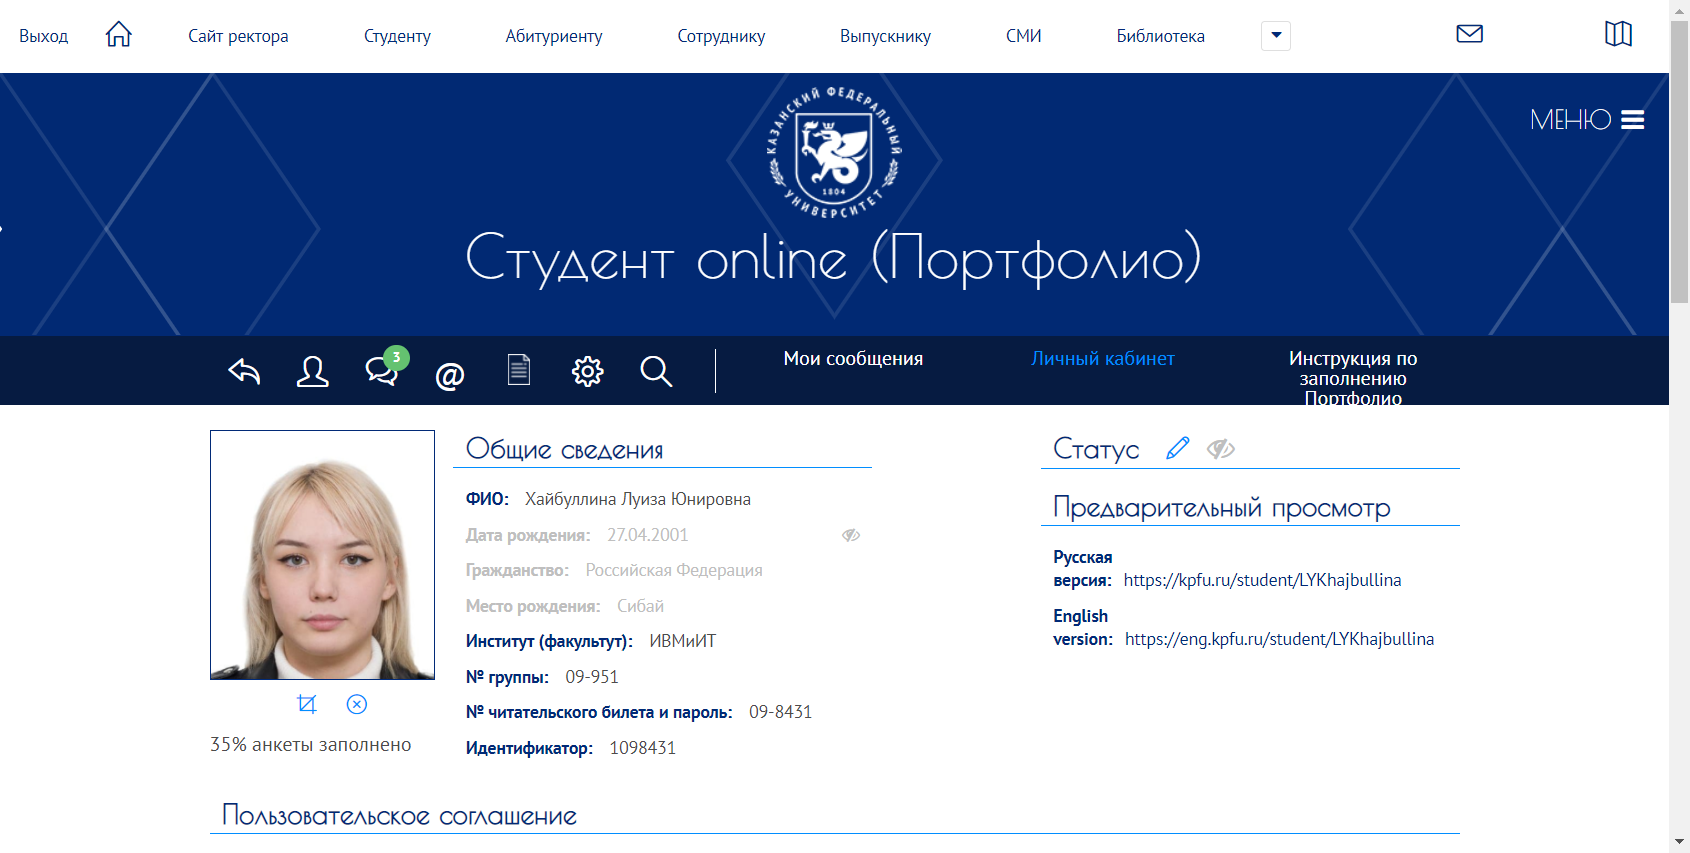 Выход
Сайт ректора
Студенту
Абитуриенту
Сотруднику
Выпускнику
СМИ
Библиотека
КАЗАНСКИЙ ФЕДЕРАЛЬНЫЙ
1804
УНИВЕРСИТЕТ
МЕНЮ
Студент online (Портфолио)
3
@
Мои сообщения
Личный кабинет
Инструкция по
заполнению
Портфолио
Общие сведения
ФИО: Хайбуллина Луиза Юнировна
Дата рождения: 27.04.2001
Гражданство: Российская Федерация
Место рождения: Сибай
Институт (факультут): ИВМиИТ
№ группы: 09-951
№ читательского билета и пароль: 09-8431
Идентификатор: 1098431
Статус
Предварительный просмотр
Русская
версия: https://kpfu.ru/student/LYKhajbullina
English
version: https://eng.kpfu.ru/student/LYKhajbullina
35% анкеты заполнено
Пользовательское соглашение